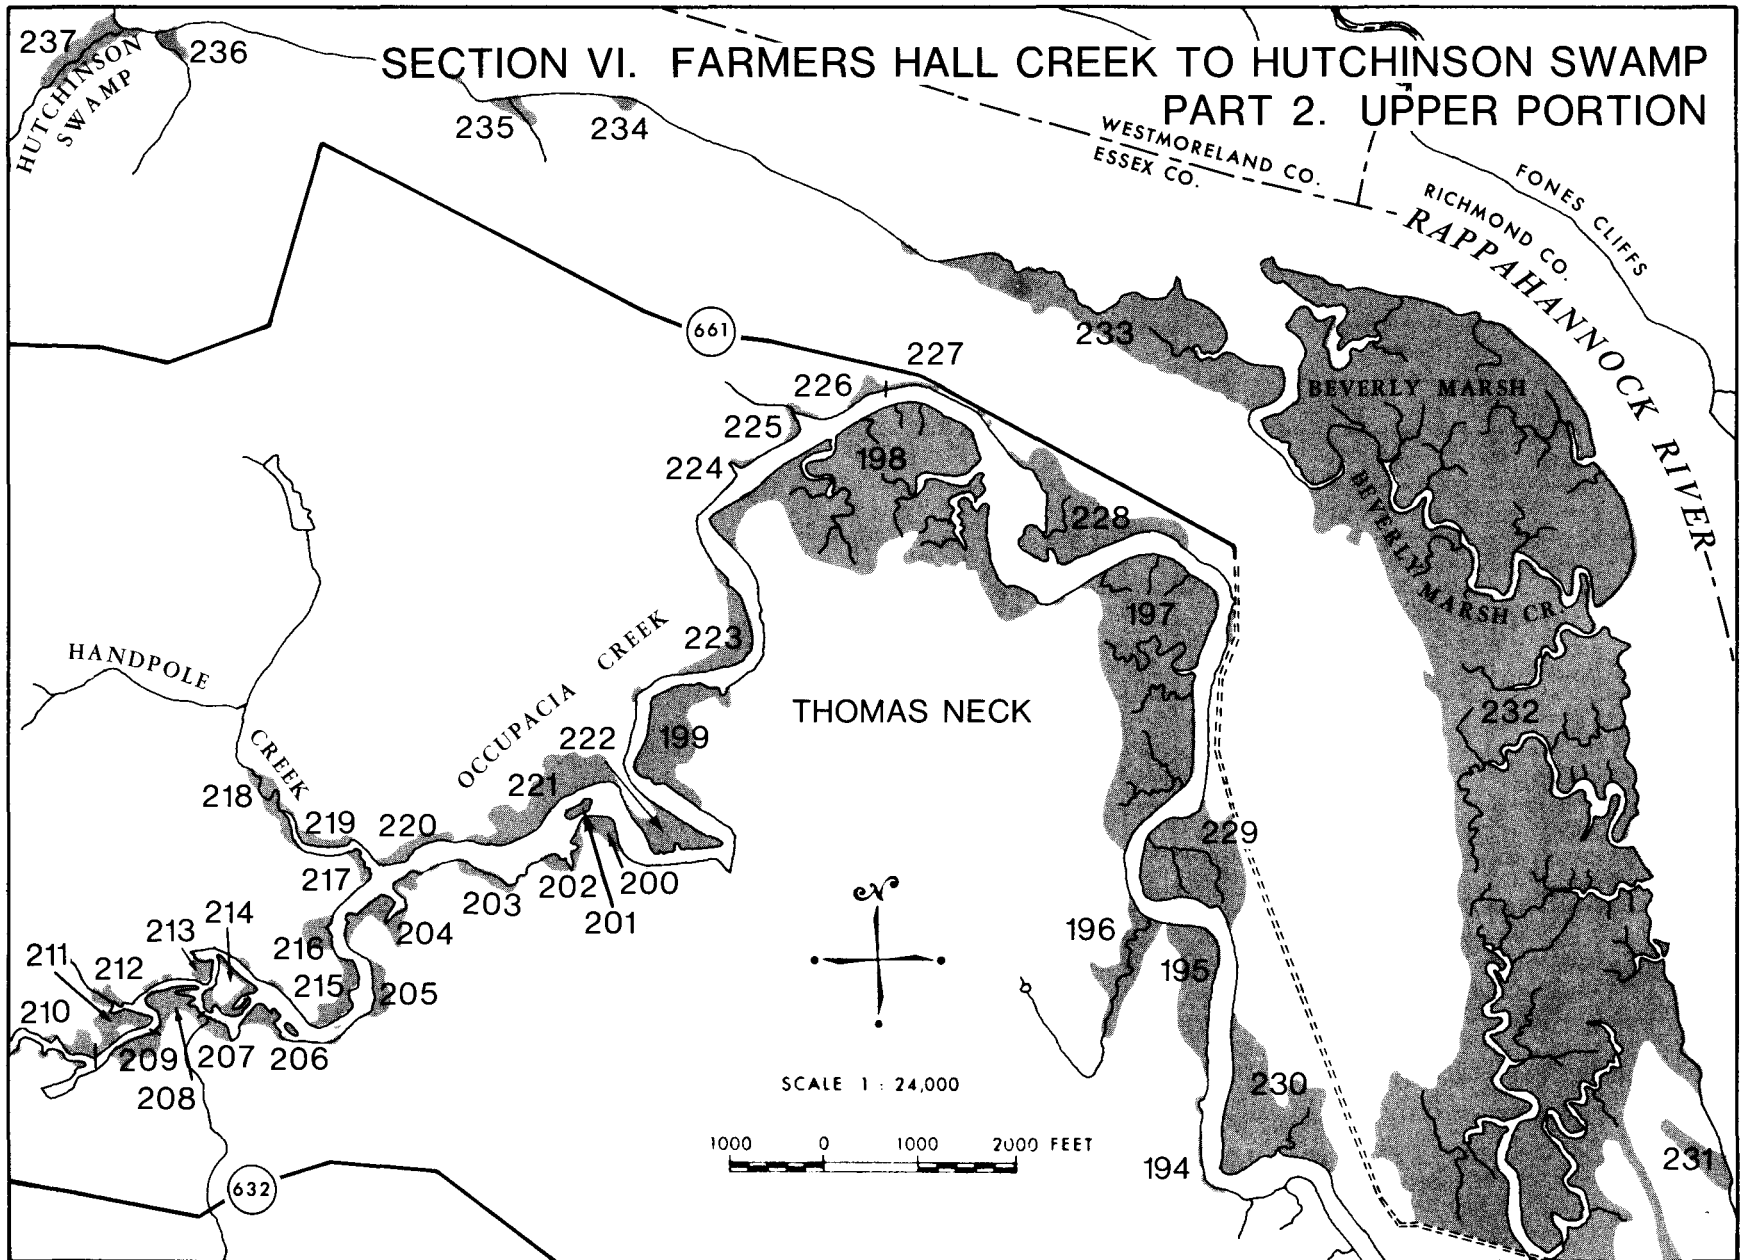 SECTION VI. FARMERS HALL CREEK TO HUTCHINSON SWAMP
PART 2. UPPER PORTION
237
236
HUTCHINSON
SWAMP
235
234
WESTMORELAND CO.
ESSEX CO.
FONES CLIFFS
RICHMOND CO.
RAPPAHANNOCK RIVER
661
233
227
226
225
224
198
BEVERLY MARSH
BEVERLY MARSH CR.
228
197
223
HANDPOLE
CREEK
OCCUPACIA CREEK
THOMAS NECK
199
222
221
232
218
219
220
229
217
202
200
203
201
204
N
214
213
216
196
211
212
215
205
195
210
209
207
206
208
SCALE 1 : 24,000
230
1000 0 1000 2000 FEET
194
231
632